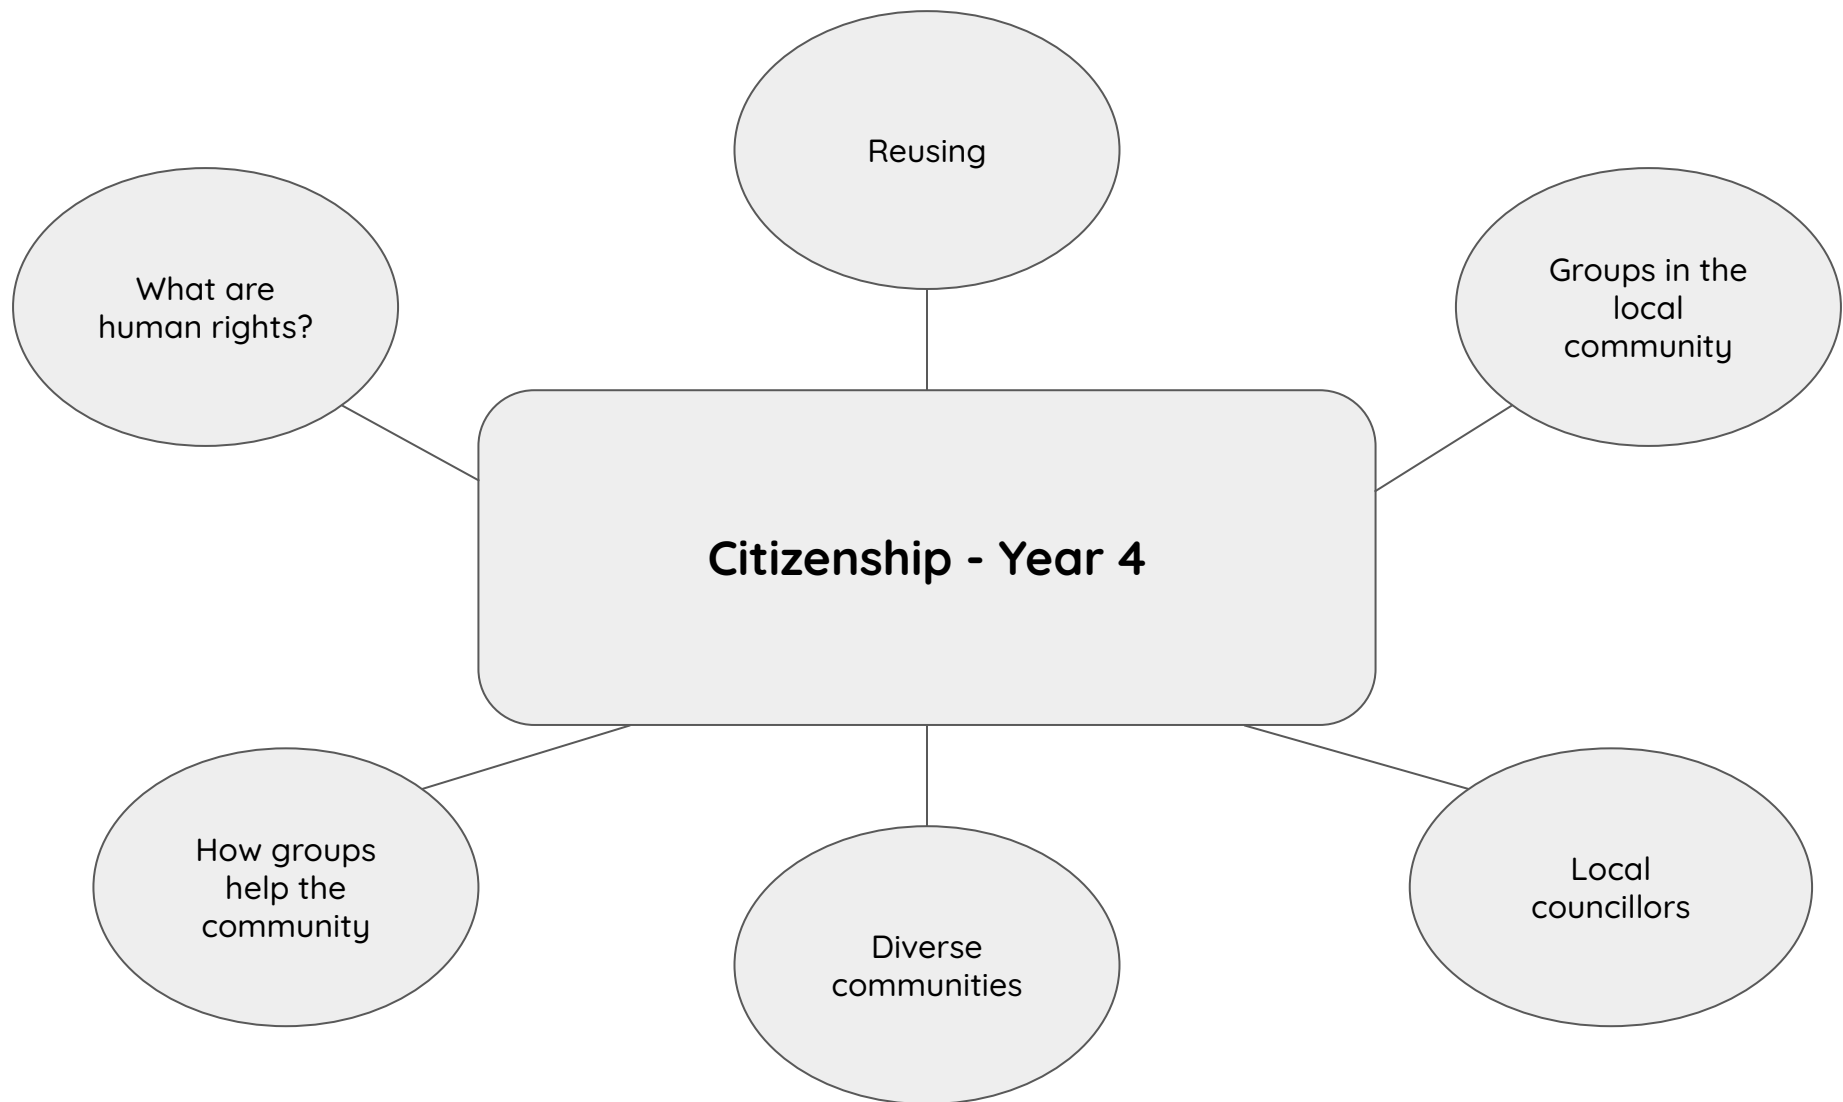 Reusing
What are
human rights?
Groups in the
local
community
Citizenship - Year 4
How groups
help the
community
Diverse
communities
Local
councillors